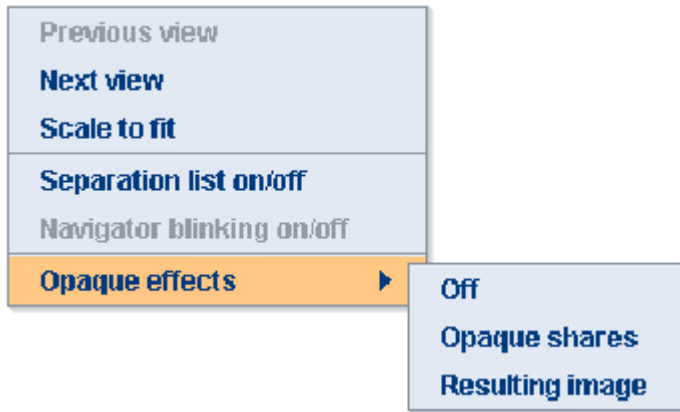 Previous view
Next view
Scale to fit
Separation list on/off
Navigator blinking on/off
Opaque effects
Off
Opaque shares
Resulting image